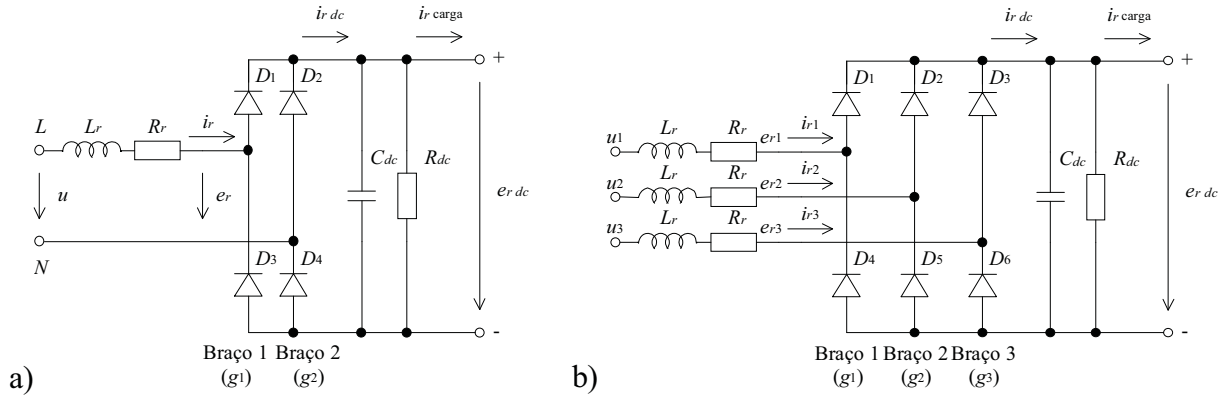 ir dc
ir carga
D1 D2
+
L Lr Rr ir
Cdc Rdc
u er
er dc
N
D3 D4
-
Braço 1 Braço 2
(g1) (g2)
a)
ir dc
ir carga
D1 D2 D3
+
u1 Lr Rr er1 ir1
u2 Lr Rr er2 ir2
u3 Lr Rr er3 ir3
Cdc Rdc
er dc
D4 D5 D6
-
Braço 1 Braço 2 Braço 3
(g1) (g2) (g3)
b)